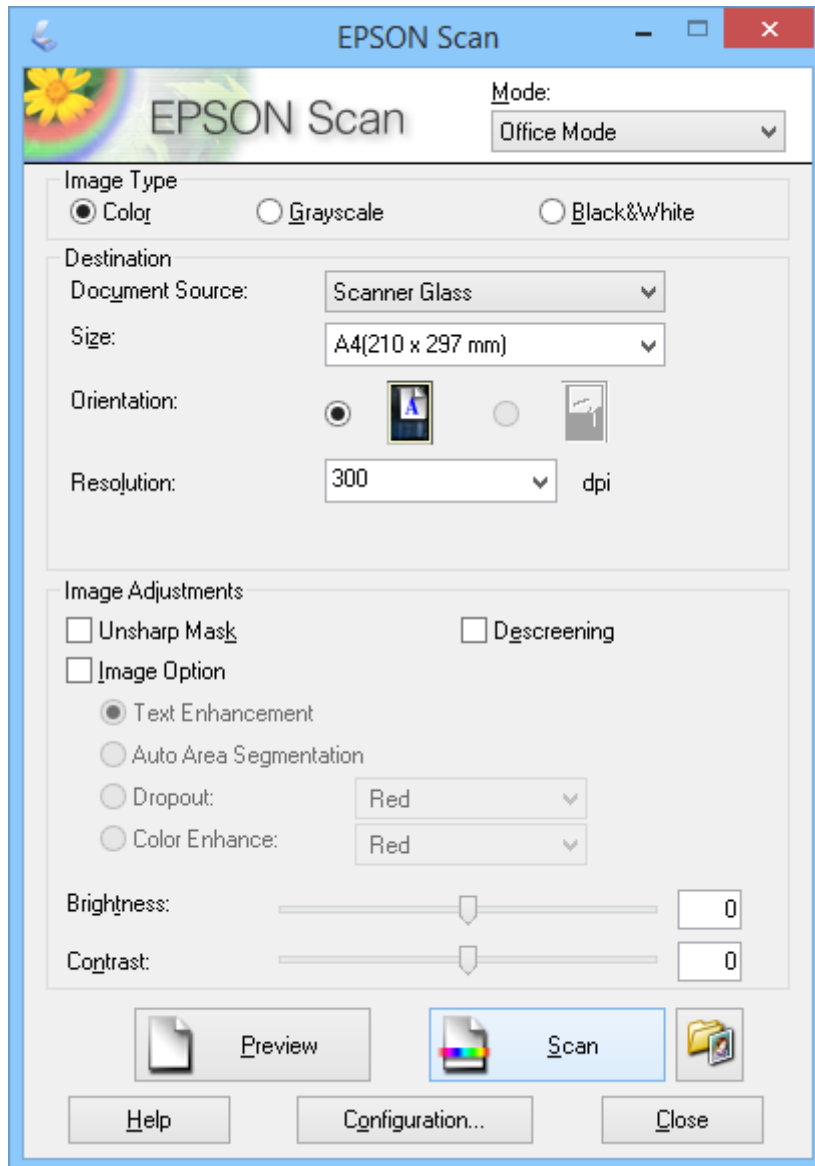 EPSON Scan
EPSON Scan
Mode:
Office Mode
Image Type
Color Grayscale Black&White
Destination
Document Source: Scanner Glass
Size: A4(210 x 297 mm)
Orientation: A
Resolution: 300 dpi
Image Adjustments
Unsharp Mask Descreening
Image Option
Text Enhancement
Auto Area Segmentation
Dropout: Red
Color Enhance: Red
Brightness: 0
Contrast: 0
Preview Scan
Help Configuration... Close